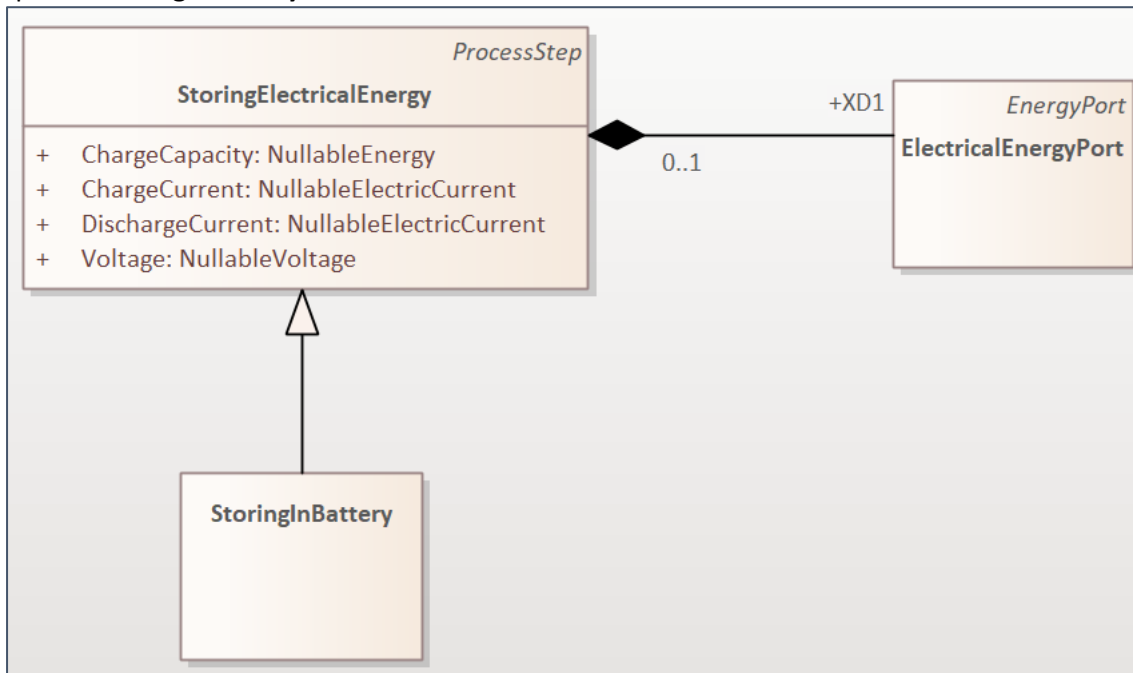 ProcessStep
StoringElectricalEnergy
+ ChargeCapacity: NullableEnergy
+ ChargeCurrent: NullableElectricCurrent
+ DischargeCurrent: NullableElectricCurrent
+ Voltage: NullableVoltage
+XD1
0..1
EnergyPort
ElectricalEnergyPort
StoringInBattery